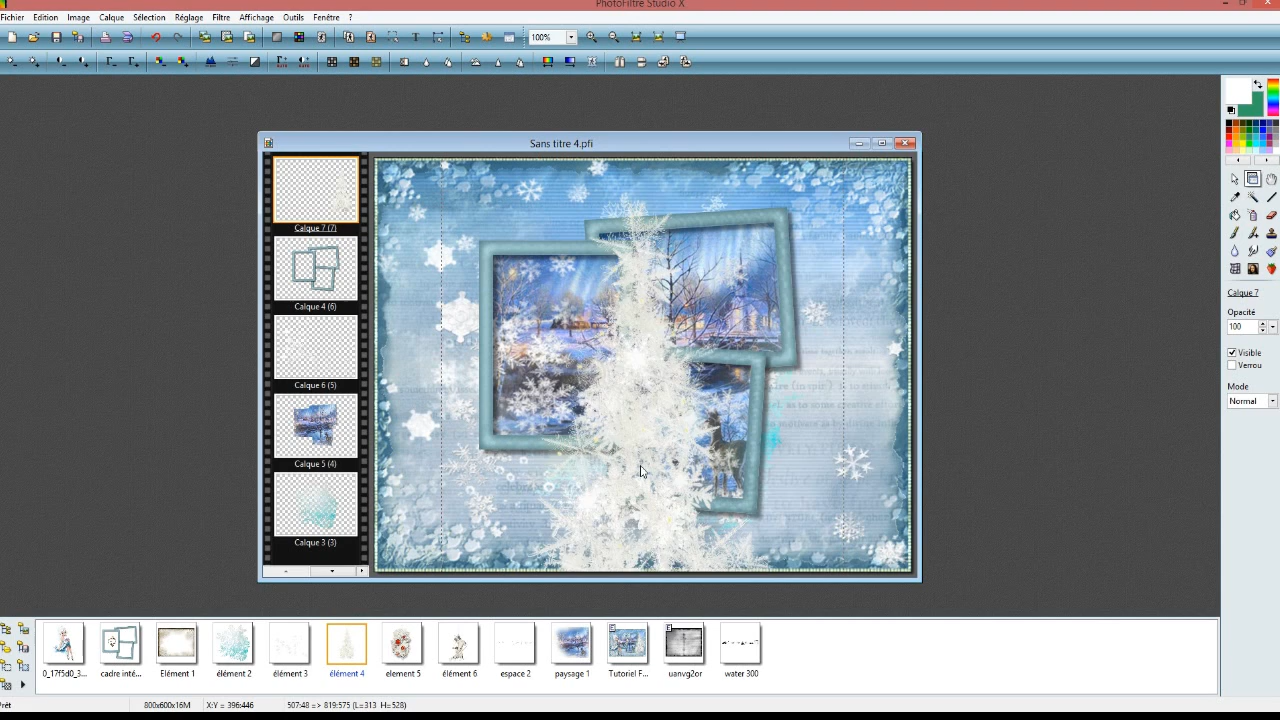 PhotoFiltre Studio X
Fichier Edition Image Calque Sélection Réglage Filtre Affichage Outils Fenêtre ?
100%
Sans titre 4.pfi
Calque 7 (7)
Calque 4 (6)
Calque 6 (5)
Calque 5 (4)
Calque 3 (3)
Calque 7
Opacité
100
Visible
Verrou
Mode
Normal
0_17f5d0_3... cadre inté... Elément 1 élément 2 élément 3 élément 4 element 5 élément 6 espace 2 paysage 1 Tutoriel F... uanvg2or water 300
Prêt 800x600x16M X:Y = 396:446 507:48 => 819:575 (L=313 H=528)